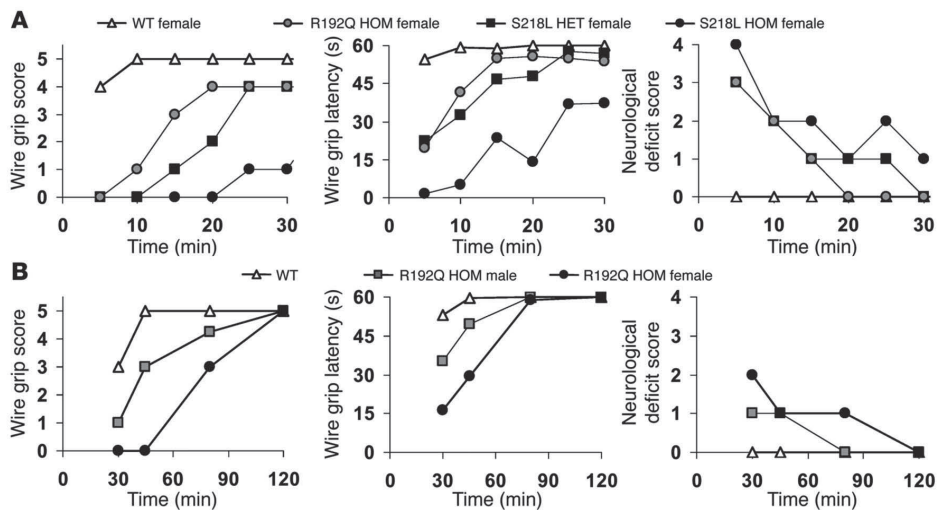 A
WT female R192Q HOM female S218L HET female S218L HOM female
Wire grip score
5
4
3
2
1
0
0 10 20 30
Time (min)
Wire grip latency (s)
60
45
30
15
0
0 10 20 30
Time (min)
Neurological
deficit score
4
3
2
1
0
0 10 20 30
Time (min)
B
WT R192Q HOM male R192Q HOM female
Wire grip score
5
4
3
2
1
0
0 30 60 90 120
Time (min)
Wire grip latency (s)
60
45
30
15
0
0 30 60 90 120
Time (min)
Neurological
deficit score
4
3
2
1
0
0 30 60 90 120
Time (min)